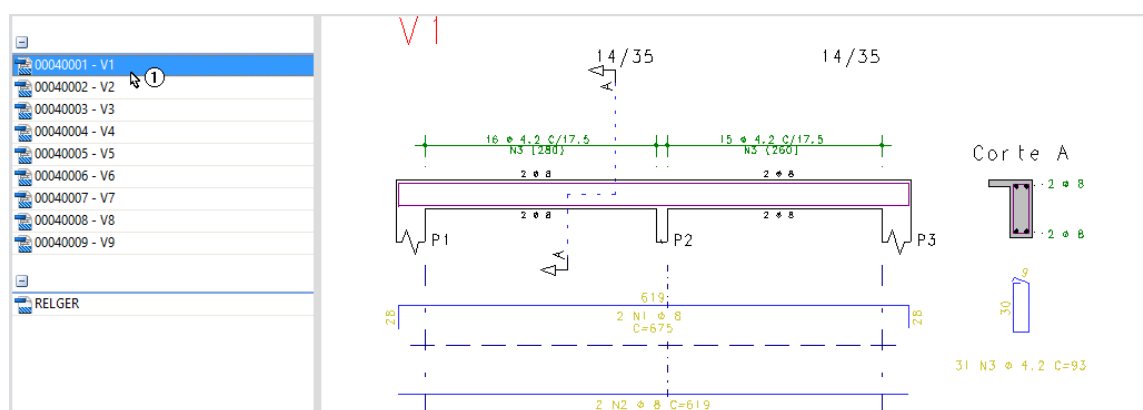 00040001 - V1
00040002 - V2
00040003 - V3
00040004 - V4
00040005 - V5
00040006 - V6
00040007 - V7
00040008 - V8
00040009 - V9
RELGER
1
V1
14/35 14/35
A
16 ø 4.2 C/17.5 15 ø 4.2 C/17.5
N3 [280] N3 [260]
2 ø 8 2 ø 8
2 ø 8 2 ø 8
P1 P2 P3
A
Corte A
2 ø 8
2 ø 8
619
28 28
2 N1 ø 8
C=675
9
30
31 N3 ø 4.2 C=93
2 N2 ø 8 C=619